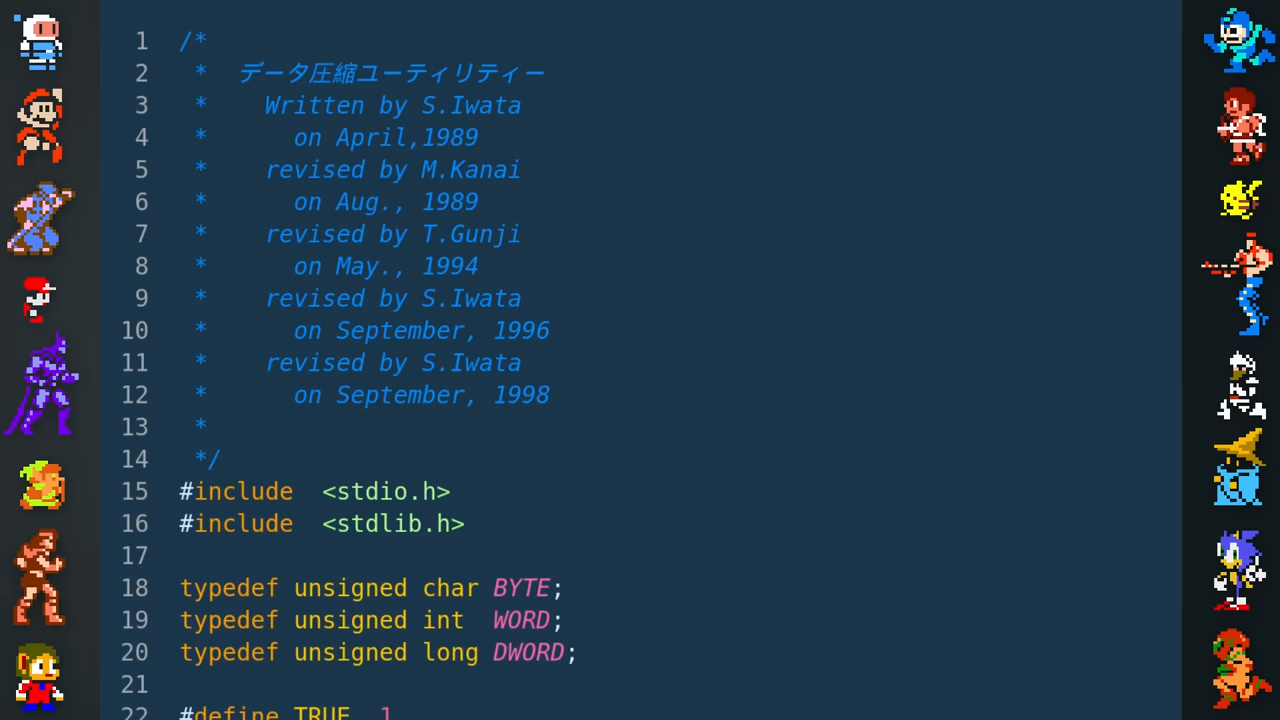 1 /*
2 * データ圧縮ユーティリティー
3 * Written by S.Iwata
4 * on April,1989
5 * revised by M.Kanai
6 * on Aug., 1989
7 * revised by T.Gunji
8 * on May., 1994
9 * revised by S.Iwata
10 * on September, 1996
11 * revised by S.Iwata
12 * on September, 1998
13 *
14 */
15 #include <stdio.h>
16 #include <stdlib.h>
17
18 typedef unsigned char BYTE;
19 typedef unsigned int WORD;
20 typedef unsigned long DWORD;
21
22 #define TRUE 1